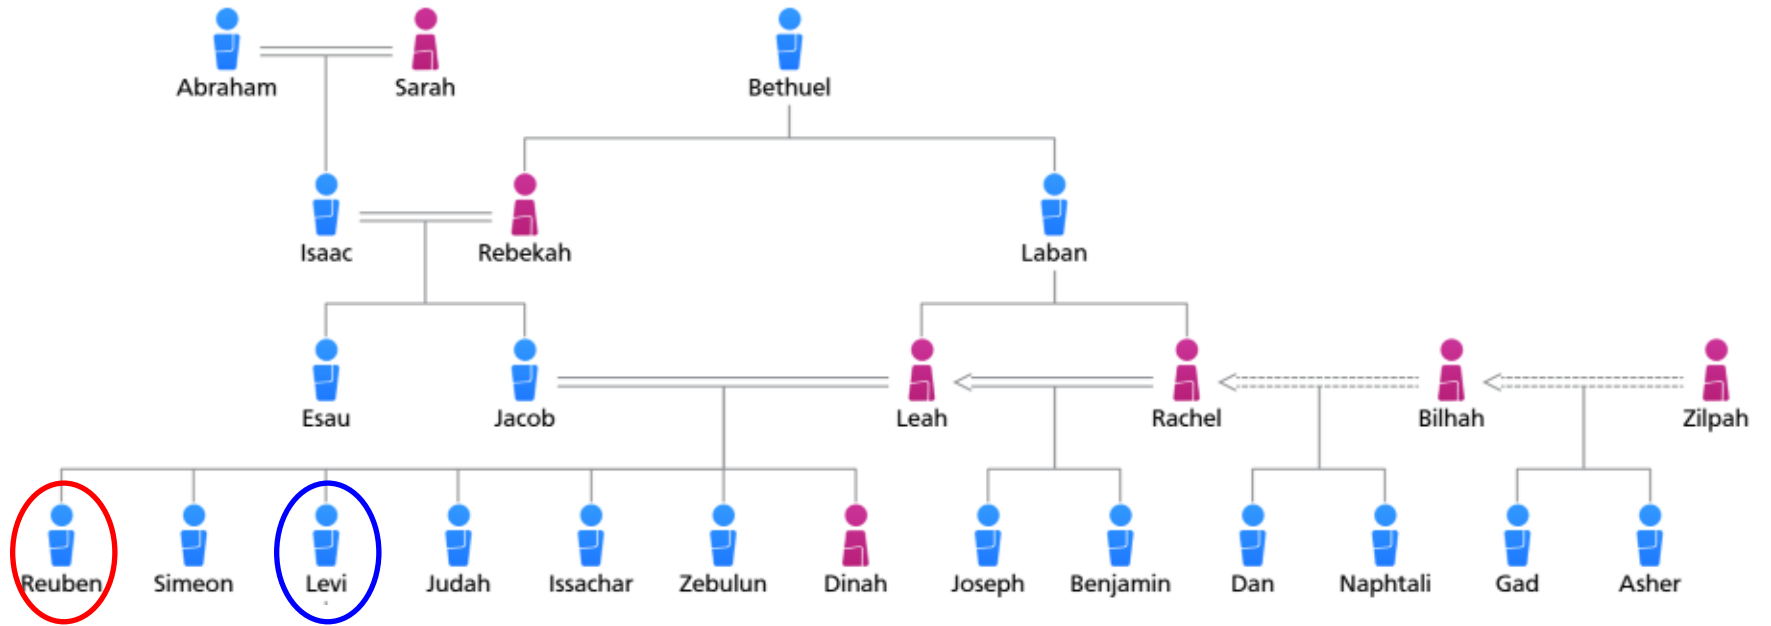 Abraham
Sarah
Bethuel
Isaac
Rebekah
Laban
Esau
Jacob
Leah
Rachel
Bilhah
Zilpah
Reuben
Simeon
Levi
Judah
Issachar
Zebulun
Dinah
Joseph
Benjamin
Dan
Naphtali
Gad
Asher